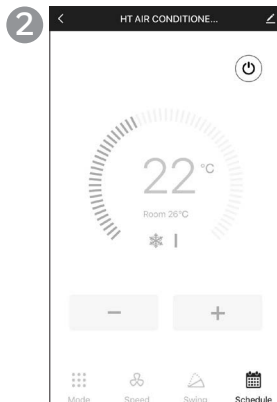 2
HT AIR CONDITIONE...
22°C
Room 26°C
Mode Speed Swing Schedule